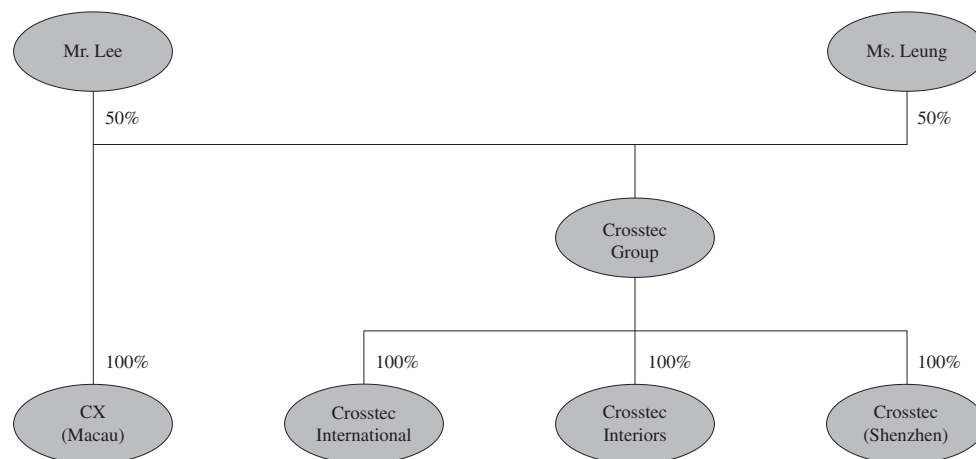 Mr. Lee
Ms. Leung
50%
50%
Crosstec
Group
100%
100%
100%
100%
CX
(Macau)
Crosstec
International
Crosstec
Interiors
Crosstec
(Shenzhen)